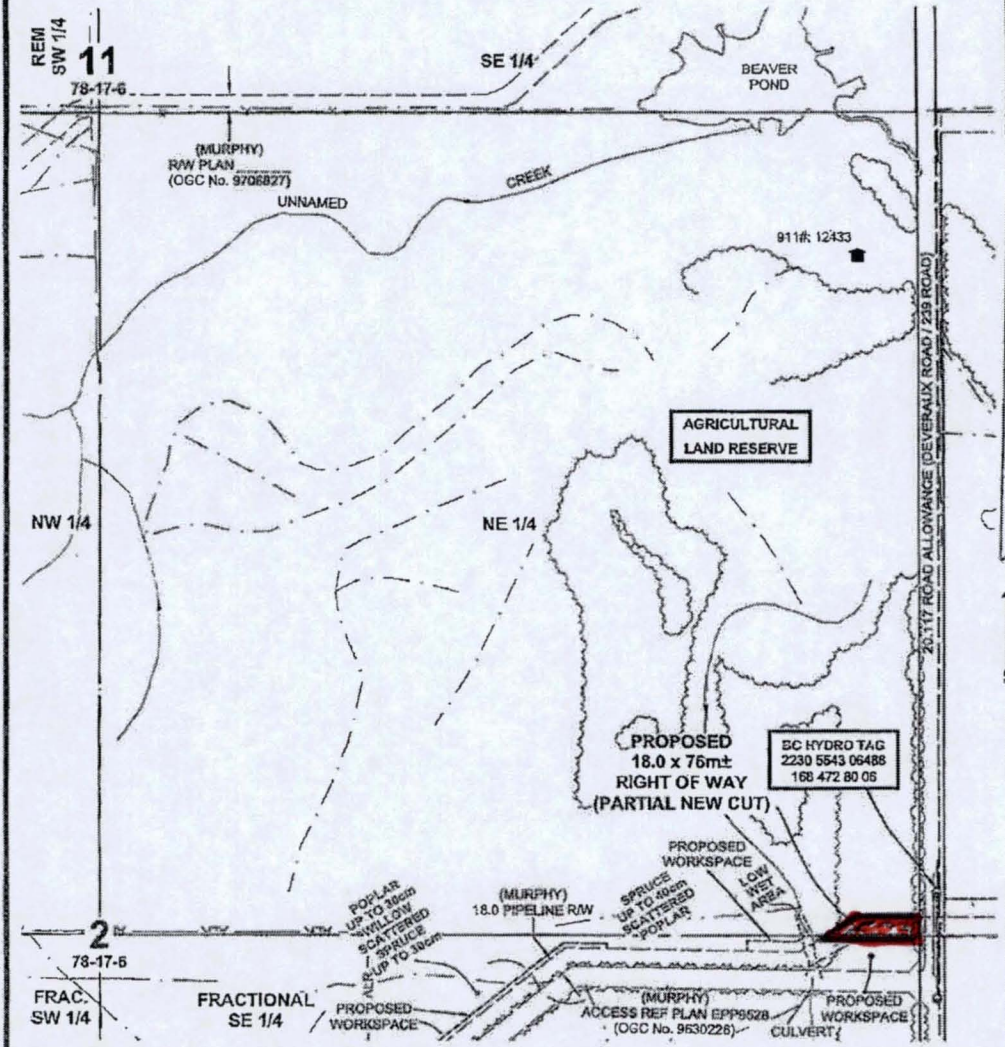 REM
SW 1/4
11
78-17-6
SE 1/4
BEAVER
POND
(MURPHY)
R/W PLAN
(OGC No. 9706827)
UNNAMED
CREEK
911#: 12433
20.117 ROAD ALLOWANCE (DEVERAUX ROAD / 239 ROAD)
AGRICULTURAL
LAND RESERVE
NW 1/4
NE 1/4
PROPOSED
18.0 x 76m±
RIGHT OF WAY
(PARTIAL NEW CUT)
BC HYDRO TAG
2230 5543 06488
168 472 80 06
PROPOSED
WORKSPACE
LOW
WET
AREA
SPRUCE
UP TO 40cm
SCATTERED
POPLAR
(MURPHY)
18.0 PIPELINE R/W
POPLAR
UP TO 30cm
WILLOW
SCATTERED
SPRUCE
UP TO 30cm
2
78-17-6
FRAC.
SW 1/4
FRACTIONAL
SE 1/4
PROPOSED
WORKSPACE
(MURPHY)
ACCESS REF PLAN EPP9528
(OGC No. 9630226)
CULVERT
PROPOSED
WORKSPACE